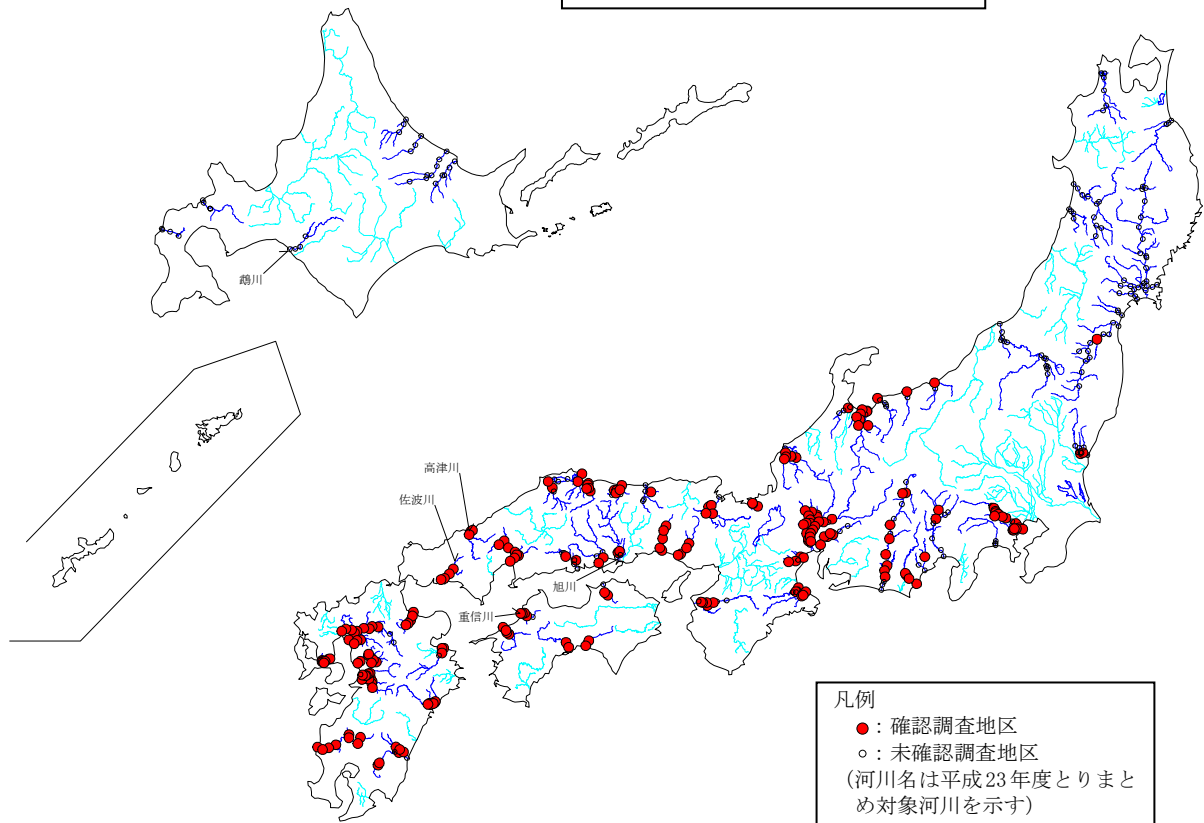 鵡川
高津川
佐波川
旭川
重信川
凡例
●：確認調査地区
○：未確認調査地区
(河川名は平成23年度とりまと
め対象河川を示す)